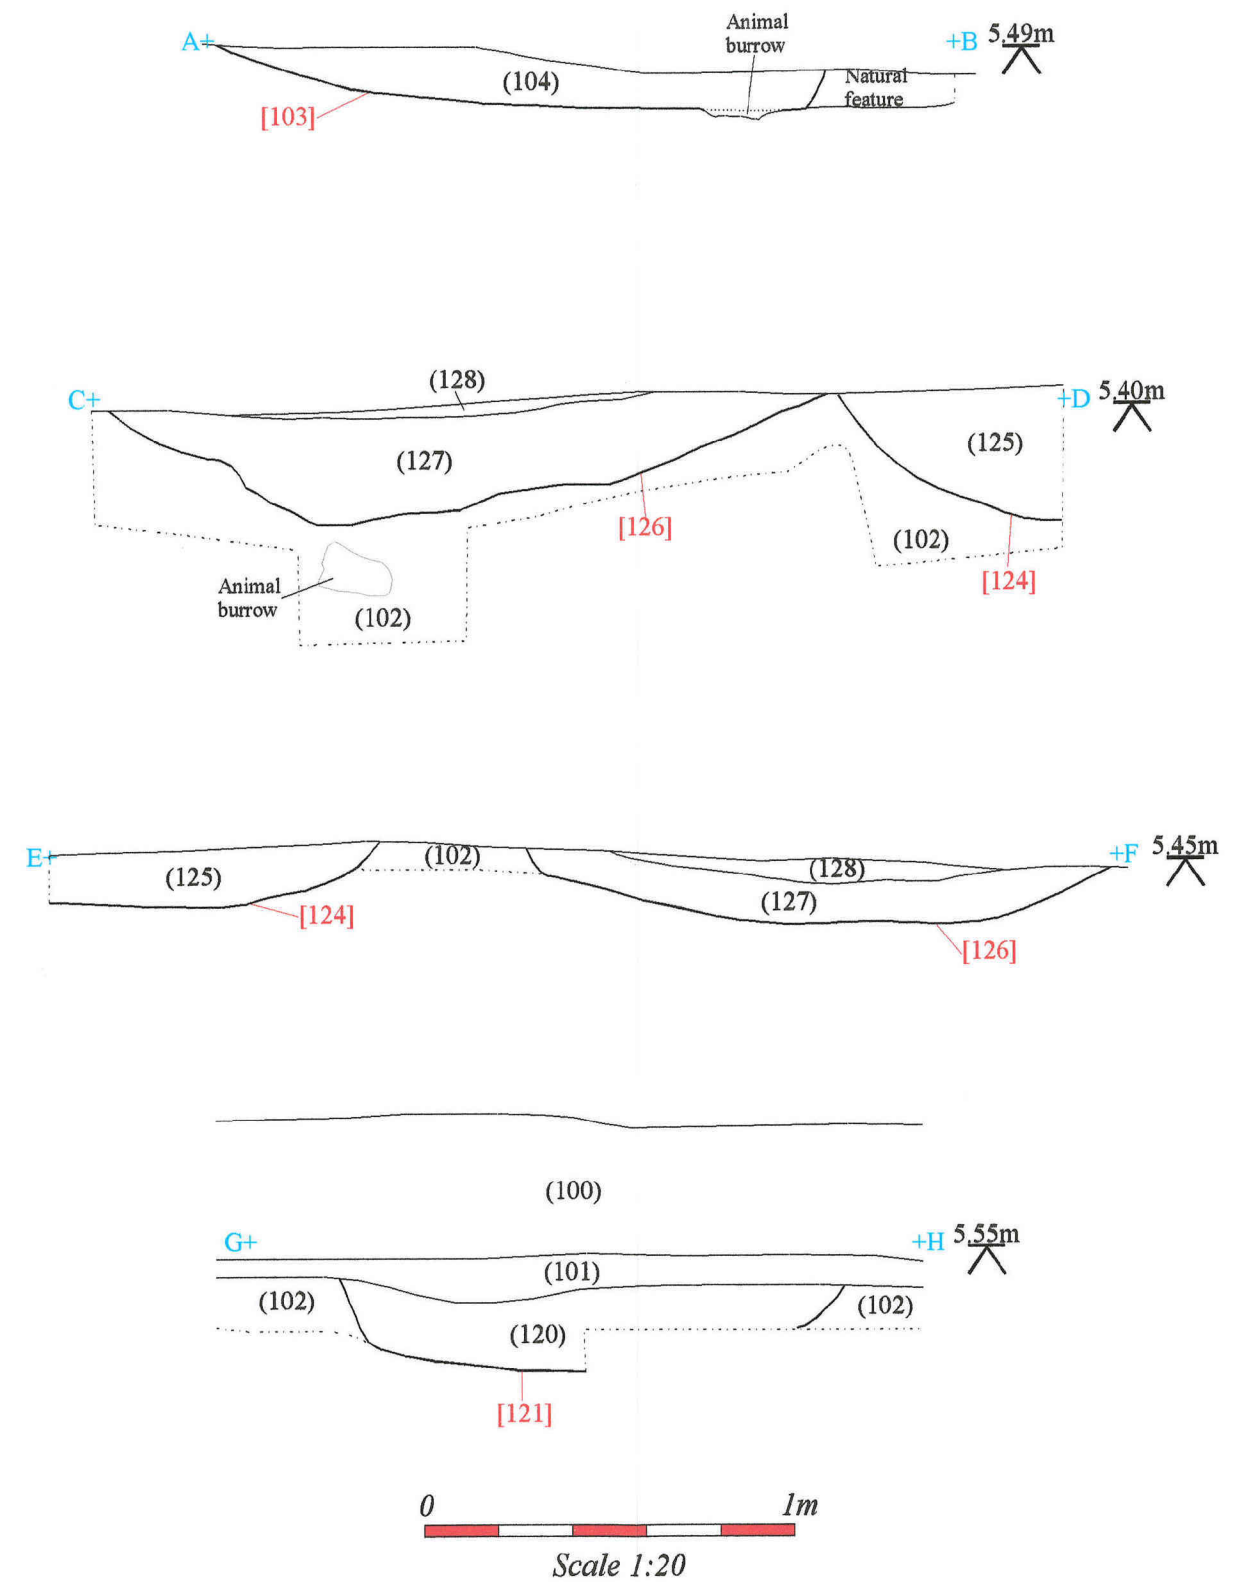 Animal
burrow
A+
+B
5.49m
(104)
Natural
feature
[103]
(128)
C+
+D
5.40m
(125)
(127)
[126]
(102)
[124]
Animal
burrow
(102)
E+
(102)
+F
5.45m
(125)
(128)
(127)
[124]
[126]
(100)
G+
+H
5.55m
(101)
(102)
(102)
(120)
[121]
0
1m
Scale 1:20